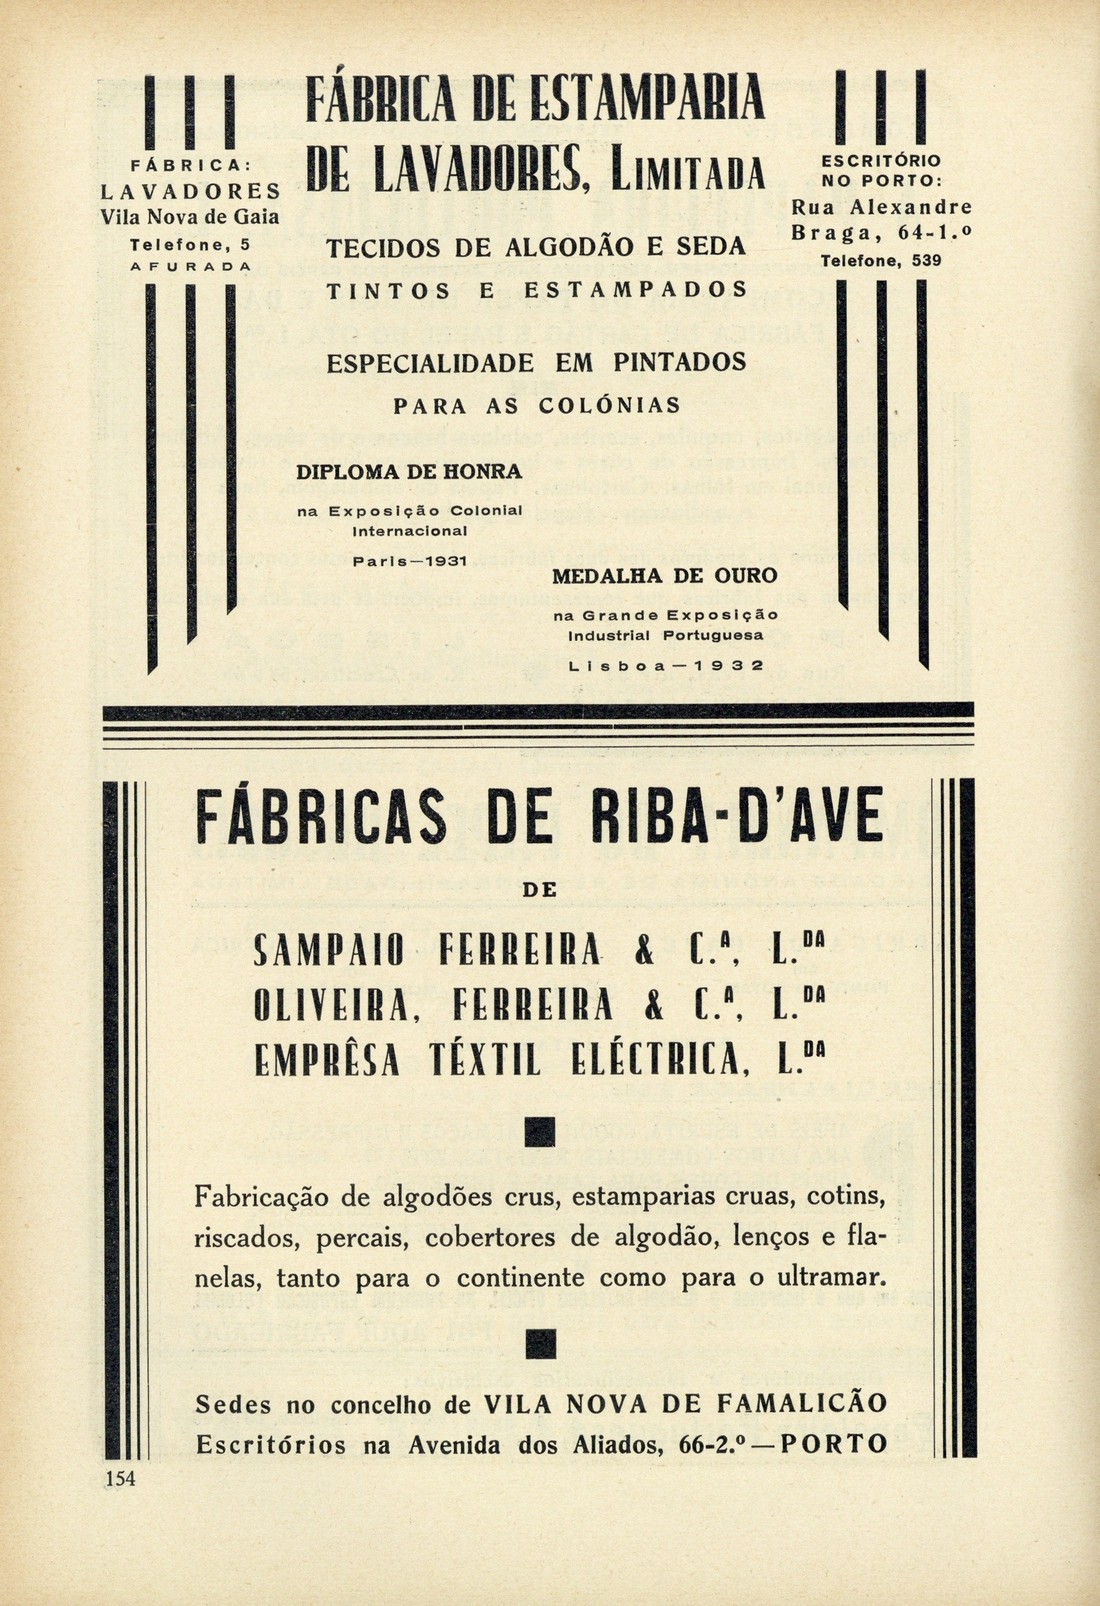 FÁBRICA DE ESTAMPARIA
DE LAVADORES, LIMITADA
FÁBRICA:
LAVADORES
Vila Nova de Gaia
Telefone, 5
AFURADA
ESCRITÓRIO
NO PORTO:
Rua Alexandre
Braga, 64-1.º
Telefone, 539
TECIDOS DE ALGODÃO E SEDA
TINTOS E ESTAMPADOS
ESPECIALIDADE EM PINTADOS
PARA AS COLÓNIAS
DIPLOMA DE HONRA
na Exposição Colonial
Internacional
Paris—1931
MEDALHA DE OURO
na Grande Exposição
Industrial Portuguesa
Lisboa—1932
FÁBRICAS DE RIBA-D'AVE
DE
SAMPAIO FERREIRA & C.ª, L.DA
OLIVEIRA, FERREIRA & C.ª, L.DA
EMPRÊSA TÉXTIL ELÉCTRICA, L.DA
Fabricação de algodões crus, estamparias cruas, cotins,
riscados, percais, cobertores de algodão, lenços e fla-
nelas, tanto para o continente como para o ultramar.
Sedes no concelho de VILA NOVA DE FAMALICÃO
Escritórios na Avenida dos Aliados, 66-2.º—PORTO
154